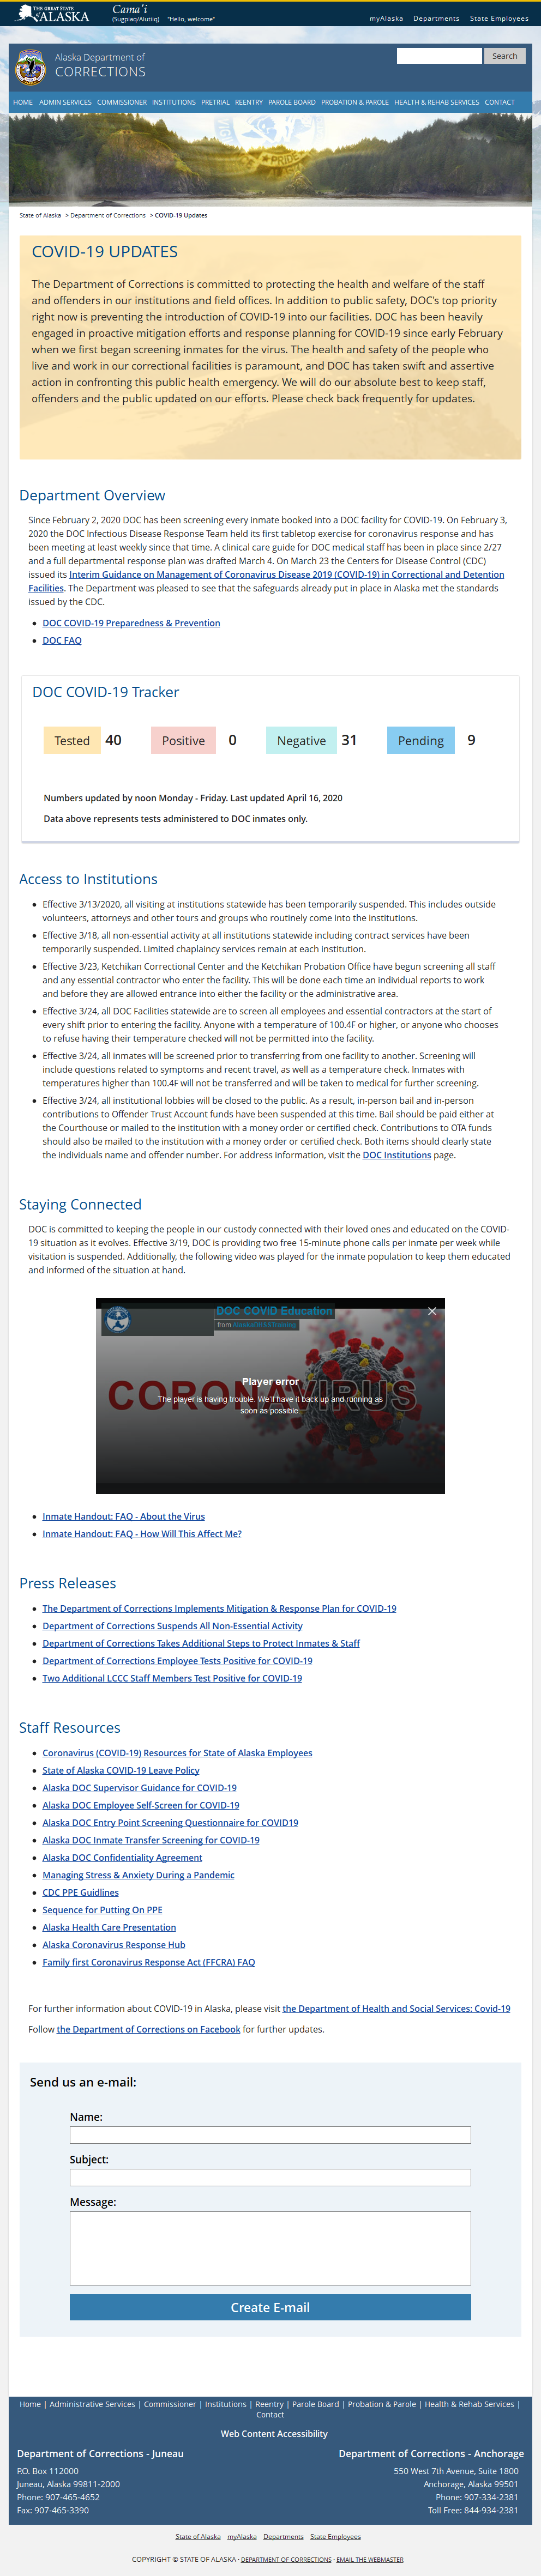 THE GREAT STATE of ALASKA
Cama'i
(Sugpiaq/Alutiiq) "Hello, welcome"
myAlaska Departments State Employees
Alaska Department of
CORRECTIONS
Search
HOME ADMIN SERVICES COMMISSIONER INSTITUTIONS PRETRIAL REENTRY PAROLE BOARD PROBATION & PAROLE HEALTH & REHAB SERVICES CONTACT
PRIDE
State of Alaska > Department of Corrections > COVID-19 Updates
COVID-19 UPDATES
The Department of Corrections is committed to protecting the health and welfare of the staff
and offenders in our institutions and field offices. In addition to public safety, DOC's top priority
right now is preventing the introduction of COVID-19 into our facilities. DOC has been heavily
engaged in proactive mitigation efforts and response planning for COVID-19 since early February
when we first began screening inmates for the virus. The health and safety of the people who
live and work in our correctional facilities is paramount, and DOC has taken swift and assertive
action in confronting this public health emergency. We will do our absolute best to keep staff,
offenders and the public updated on our efforts. Please check back frequently for updates.
Department Overview
Since February 2, 2020 DOC has been screening every inmate booked into a DOC facility for COVID-19. On February 3,
the DOC Infectious Disease Response Team held its first tabletop exercise for coronavirus response and has
been meeting at least weekly since that time. A clinical care guide for DOC medical staff has been in place since 2/27
and a full departmental response plan was drafted March 4. On March 23 the Centers for Disease Control (CDC)
issued its Interim Guidance on Management of Coronavirus Disease 2019 (COVID-19) in Correctional and Detention
Facilities. The Department was pleased to see that the safeguards already put in place in Alaska met the standards
issued by the CDC.
DOC COVID-19 Preparedness & Prevention
DOC FAQ
DOC COVID-19 Tracker
Tested 40 Positive 0 Negative 31 Pending 9
Numbers updated by noon Monday - Friday. Last updated April 16, 2020
Data above represents tests administered to DOC inmates only.
Access to Institutions
Effective 3/13/2020, all visiting at institutions statewide has been temporarily suspended. This includes outside
volunteers, attorneys and other tours and groups who routinely come into the institutions.
Effective 3/18, all non-essential activity at all institutions statewide including contract services have been
temporarily suspended. Limited chaplaincy services remain at each institution.
Effective 3/23, Ketchikan Correctional Center and the Ketchikan Probation Office have begun screening all staff
and any essential contractor who enter the facility. This will be done each time an individual reports to work
and before they are allowed entrance into either the facility or the administrative area.
Effective 3/24, all DOC Facilities statewide are to screen all employees and essential contractors at the start of
every shift prior to entering the facility. Anyone with a temperature of 100.4F or higher, or anyone who chooses
to refuse having their temperature checked will not be permitted into the facility.
Effective 3/24, all inmates will be screened prior to transferring from one facility to another. Screening will
include questions related to symptoms and recent travel, as well as a temperature check. Inmates with
temperatures higher than 100.4F will not be transferred and will be taken to medical for further screening.
Effective 3/24, all institutional lobbies will be closed to the public. As a result, in-person bail and in-person
contributions to Offender Trust Account funds have been suspended at this time. Bail should be paid either at
the Courthouse or mailed to the institution with a money order or certified check. Contributions to OTA funds
should also be mailed to the institution with a money order or certified check. Both items should clearly state
the individuals name and offender number. For address information, visit the DOC Institutions page.
Staying Connected
DOC is committed to keeping the people in our custody connected with their loved ones and educated on the COVID-
19 situation as it evolves. Effective 3/19, DOC is providing two free 15-minute phone calls per inmate per week while
visitation is suspended. Additionally, the following video was played for the inmate population to keep them educated
and informed of the situation at hand.
DOC COVID Education
from AlaskaDHSSTraining
CORONAVIRUS
Player error
The player is having trouble. We'll have it back up and running as
soon as possible.
Inmate Handout: FAQ - About the Virus
Inmate Handout: FAQ - How Will This Affect Me?
Press Releases
The Department of Corrections Implements Mitigation & Response Plan for COVID-19
Department of Corrections Suspends All Non-Essential Activity
Department of Corrections Takes Additional Steps to Protect Inmates & Staff
Department of Corrections Employee Tests Positive for COVID-19
Two Additional LCCC Staff Members Test Positive for COVID-19
Staff Resources
Coronavirus (COVID-19) Resources for State of Alaska Employees
State of Alaska COVID-19 Leave Policy
Alaska DOC Supervisor Guidance for COVID-19
Alaska DOC Employee Self-Screen for COVID-19
Alaska DOC Entry Point Screening Questionnaire for COVID19
Alaska DOC Inmate Transfer Screening for COVID-19
Alaska DOC Confidentiality Agreement
Managing Stress & Anxiety During a Pandemic
CDC PPE Guidlines
Sequence for Putting On PPE
Alaska Health Care Presentation
Alaska Coronavirus Response Hub
Family first Coronavirus Response Act (FFCRA) FAQ
For further information about COVID-19 in Alaska, please visit the Department of Health and Social Services: Covid-19
Follow the Department of Corrections on Facebook for further updates.
Send us an e-mail:
Name:
Subject:
Message:
Create E-mail
Home | Administrative Services | Commissioner | Institutions | Reentry | Parole Board | Probation & Parole | Health & Rehab Services |
Contact
Web Content Accessibility
Department of Corrections - Juneau
P.O. Box 112000
Juneau, Alaska 99811-2000
Phone: 907-465-4652
Fax: 907-465-3390
Department of Corrections - Anchorage
550 West 7th Avenue, Suite 1800
Anchorage, Alaska 99501
Phone: 907-334-2381
Toll Free: 844-934-2381
State of Alaska myAlaska Departments State Employees
COPYRIGHT © STATE OF ALASKA · DEPARTMENT OF CORRECTIONS · EMAIL THE WEBMASTER